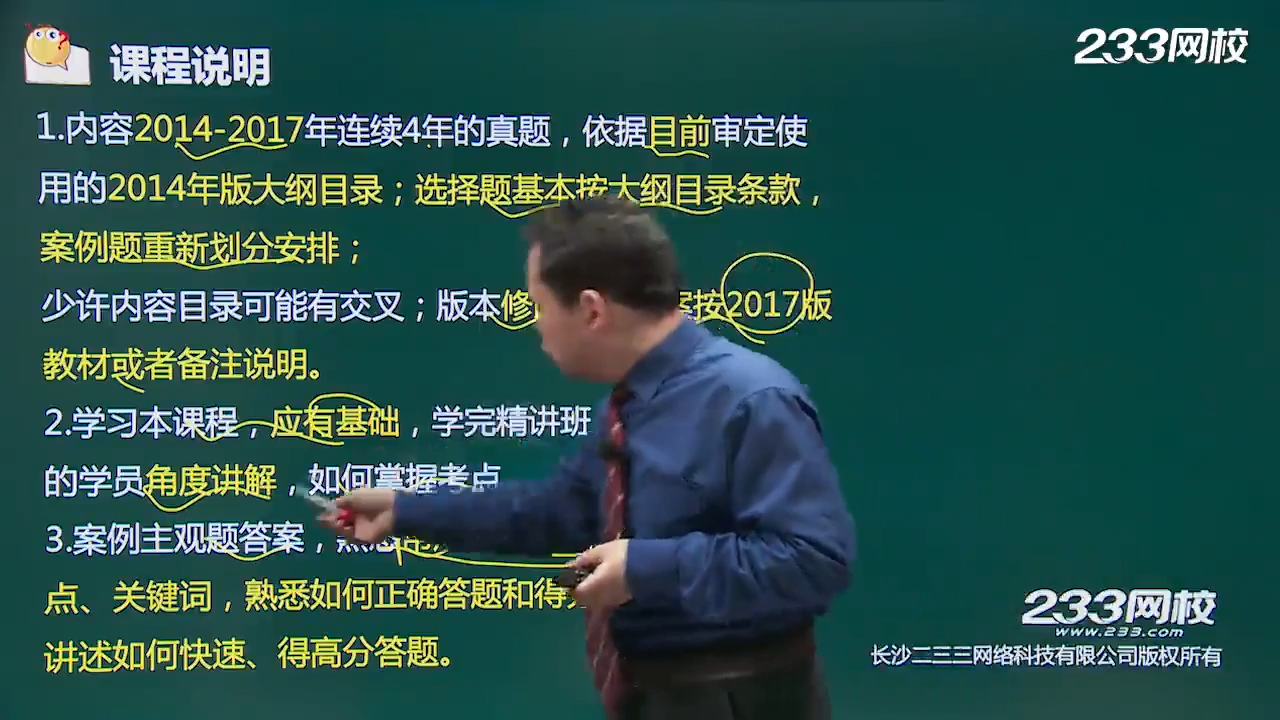 课程说明
233网校
1.内容2014-2017年连续4年的真题，依据目前审定使
用的2014年版大纲目录；选择题基本按大纲目录条款，
案例题重新划分安排；
少许内容目录可能有交叉；版本修 按2017版
教材或者备注说明。
2.学习本课程，应有基础，学完精讲班
的学员角度讲解，如何掌握考点
3.案例主观题答案，熟悉
点、关键词，熟悉如何正确答题和得
讲述如何快速、得高分答题。
233网校
www.233.com
长沙二三三网络科技有限公司版权所有